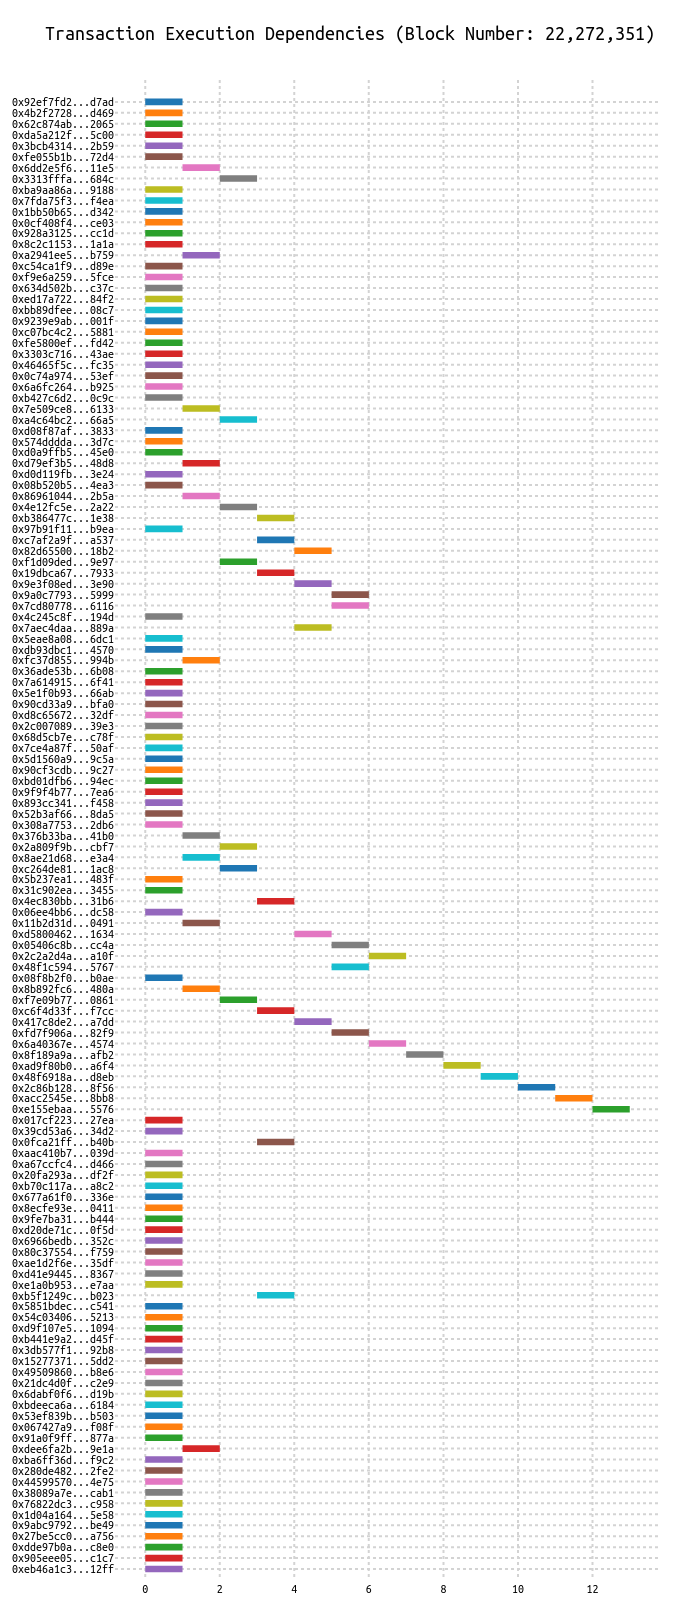 Transaction Execution Dependencies (Block Number: 22,272,351)
0x92ef7fd2...d7ad
0x4b2f2728...d469
0x62c874ab...2065
0xda5a212f...5c00
0x3bcb4314...2b59
0xfe055b1b...72d4
0x6dd2e5f6...11e5
0x3313fffa...684c
0xba9aa86a...9188
0x7fda75f3...f4ea
0x1bb50b65...d342
0x0cf408f4...ce03
0x928a3125...cc1d
0x8c2c1153...1a1a
0xa2941ee5...b759
0xc54ca1f9...d89e
0xf9e6a259...5fce
0x634d502b...c37c
0xed17a722...84f2
0xbb89dfee...08c7
0x9239e9ab...001f
0xc07bc4c2...5881
0xfe5800ef...fd42
0x3303c716...43ae
0x46465f5c...fc35
0x0c74a974...53ef
0x6a6fc264...b925
0xb427c6d2...0c9c
0x7e509ce8...6133
0xa4c64bc2...66a5
0xd08f87af...3833
0x574dddda...3d7c
0xd0a9ffb5...45e0
0xd79ef3b5...48d8
0xd0d119fb...3e24
0x08b520b5...4ea3
0x86961044...2b5a
0x4e12fc5e...2a22
0xb386477c...1e38
0x97b91f11...b9ea
0xc7af2a9f...a537
0x82d65500...18b2
0xf1d09ded...9e97
0x19dbca67...7933
0x9e3f08ed...3e90
0x9a0c7793...5999
0x7cd80778...6116
0x4c245c8f...194d
0x7aec4daa...889a
0x5eae8a08...6dc1
0xdb93dbc1...4570
0xfc37d855...994b
0x36ade53b...6b08
0x7a614915...6f41
0x5e1f0b93...66ab
0x90cd33a9...bfa0
0xd8c65672...32df
0x2c007089...39e3
0x68d5cb7e...c78f
0x7ce4a87f...50af
0x5d1560a9...9c5a
0x90cf3cdb...9c27
0xbd01dfb6...94ec
0x9f9f4b77...7ea6
0x893cc341...f458
0x52b3af66...8da5
0x308a7753...2db6
0x376b33ba...41b0
0x2a809f9b...cbf7
0x8ae21d68...e3a4
0xc264de81...1ac8
0x5b237ea1...483f
0x31c902ea...3455
0x4ec830bb...31b6
0x06ee4bb6...dc58
0x11b2d31d...0491
0xd5800462...1634
0x05406c8b...cc4a
0x2c2a2d4a...a10f
0x48f1c594...5767
0x08f8b2f0...b0ae
0x8b892fc6...480a
0xf7e09b77...0861
0xc6f4d33f...f7cc
0x417c8de2...a7dd
0xfd7f906a...82f9
0x6a40367e...4574
0x8f189a9a...afb2
0xad9f80b0...a6f4
0x48f6918a...d8eb
0x2c86b128...8f56
0xacc2545e...8bb8
0xe155ebaa...5576
0x017cf223...27ea
0x39cd53a6...34d2
0x0fca21ff...b40b
0xaac410b7...039d
0xa67ccfc4...d466
0x20fa293a...df2f
0xb70c117a...a8c2
0x677a61f0...336e
0x8ecfe93e...0411
0x9fe7ba31...b444
0xd20de71c...0f5d
0x6966bedb...352c
0x80c37554...f759
0xae1d2f6e...35df
0xd41e9445...8367
0xe1a0b953...e7aa
0xb5f1249c...b023
0x5851bdec...c541
0x54c03406...5213
0xd9f107e5...1094
0xb441e9a2...d45f
0x3db577f1...92b8
0x15277371...5dd2
0x49509860...b8e6
0x21dc4d0f...c2e9
0x6dabf0f6...d19b
0xbdeeca6a...6184
0x53ef839b...b503
0x067427a9...f08f
0x91a0f9ff...877a
0xdee6fa2b...9e1a
0xba6ff36d...f9c2
0x280de482...2fe2
0x44599570...4e75
0x38089a7e...cab1
0x76822dc3...c958
0x1d04a164...5e58
0x9abc9792...be49
0x27be5cc0...a756
0xdde97b0a...c8e0
0x905eee05...c1c7
0xeb46a1c3...12ff
0 2 4 6 8 10 12